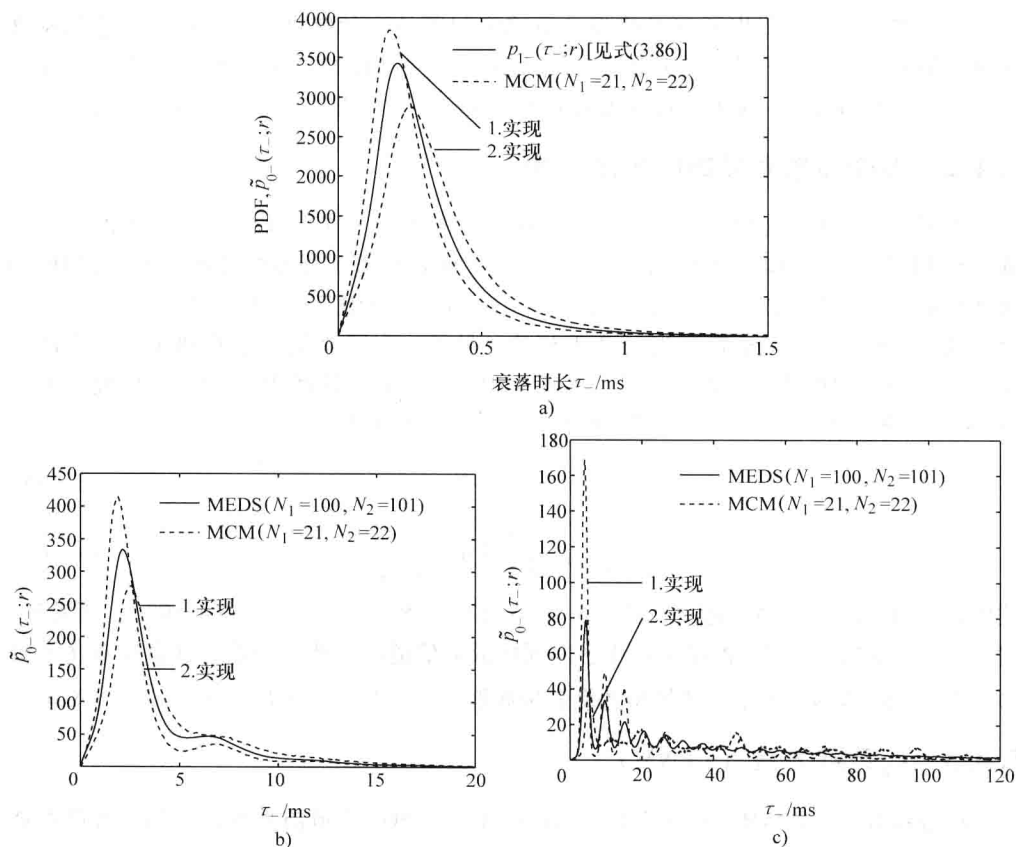 4000
3500
3000
2500
2000
1500
1000
500
0
0.5
1
1.5
PDF, p̃₀₋(τ₋;r)
p₁₋(τ₋;r)[见式(3.86)]
MCM(N₁=21, N₂=22)
1.实现
2.实现
衰落时长τ₋/ms
a)
450
400
350
300
250
200
150
100
50
0
5
10
15
20
p̃₀₋(τ₋;r)
MEDS(N₁=100, N₂=101)
MCM(N₁=21, N₂=22)
1.实现
2.实现
τ₋/ms
b)
180
160
140
120
100
80
60
40
20
0
20
40
60
80
100
120
p̃₀₋(τ₋;r)
MEDS(N₁=100, N₂=101)
MCM(N₁=21, N₂=22)
1.实现
2.实现
τ₋/ms
c)